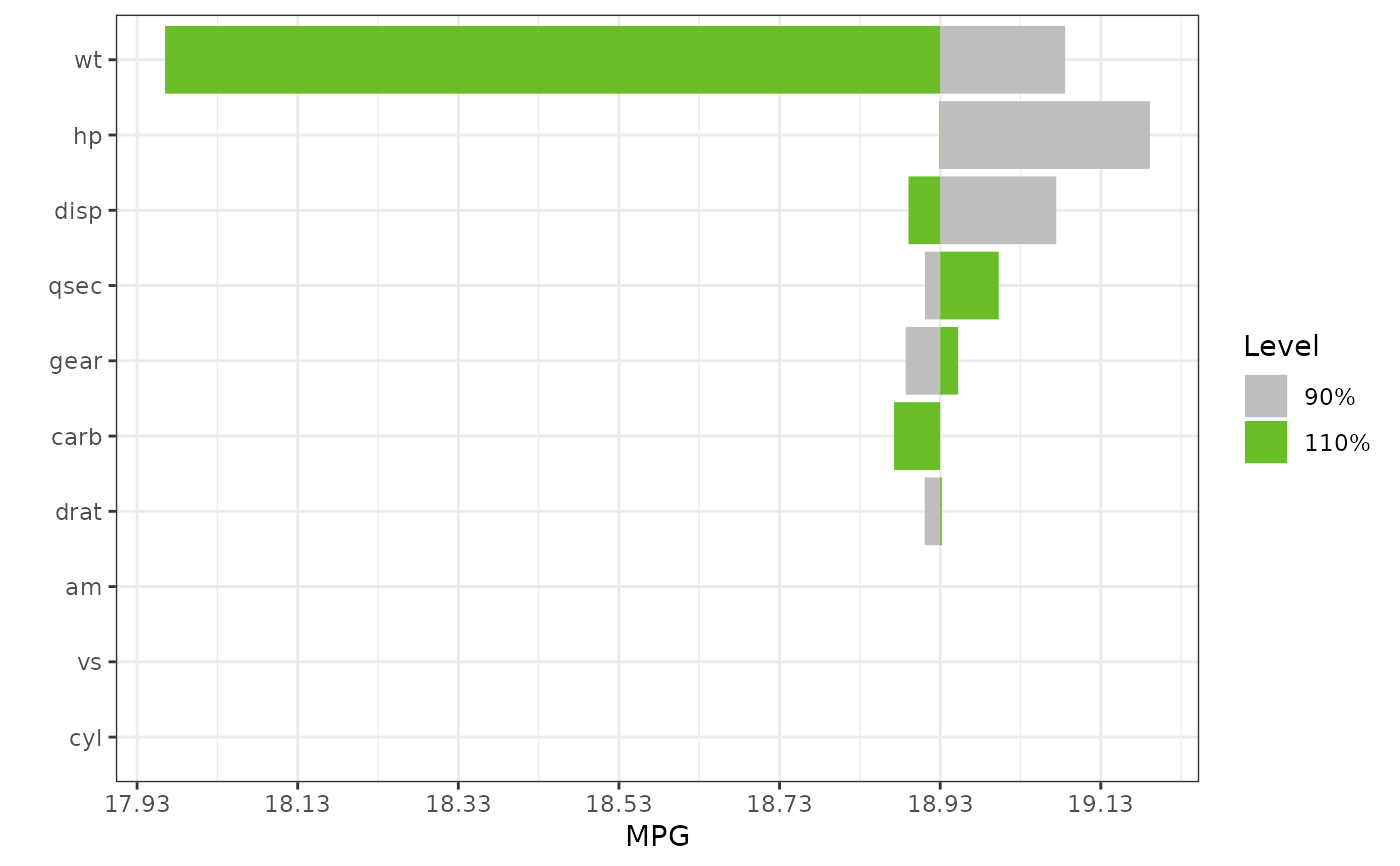 wt
hp
disp
qsec
gear
carb
drat
am
vs
cyl
17.93 18.13 18.33 18.53 18.73 18.93 19.13
MPG
Level
90%
110%